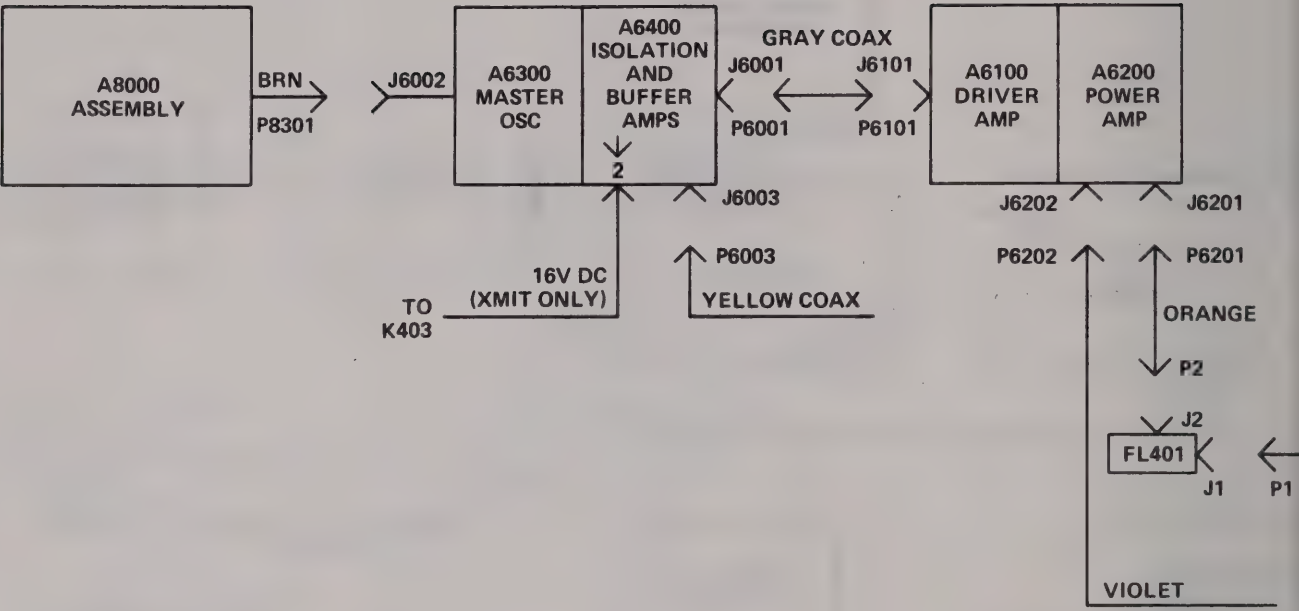 A8000
ASSEMBLY
BRN
P8301
J6002
A6300
MASTER
OSC
A6400
ISOLATION
AND
BUFFER
AMPS
2
J6001
P6001
GRAY COAX
J6101
P6101
A6100
DRIVER
AMP
A6200
POWER
AMP
J6003
P6003
YELLOW COAX
16V DC
(XMIT ONLY)
TO
K403
J6202
P6202
J6201
P6201
ORANGE
P2
J2
FL401
J1
P1
VIOLET